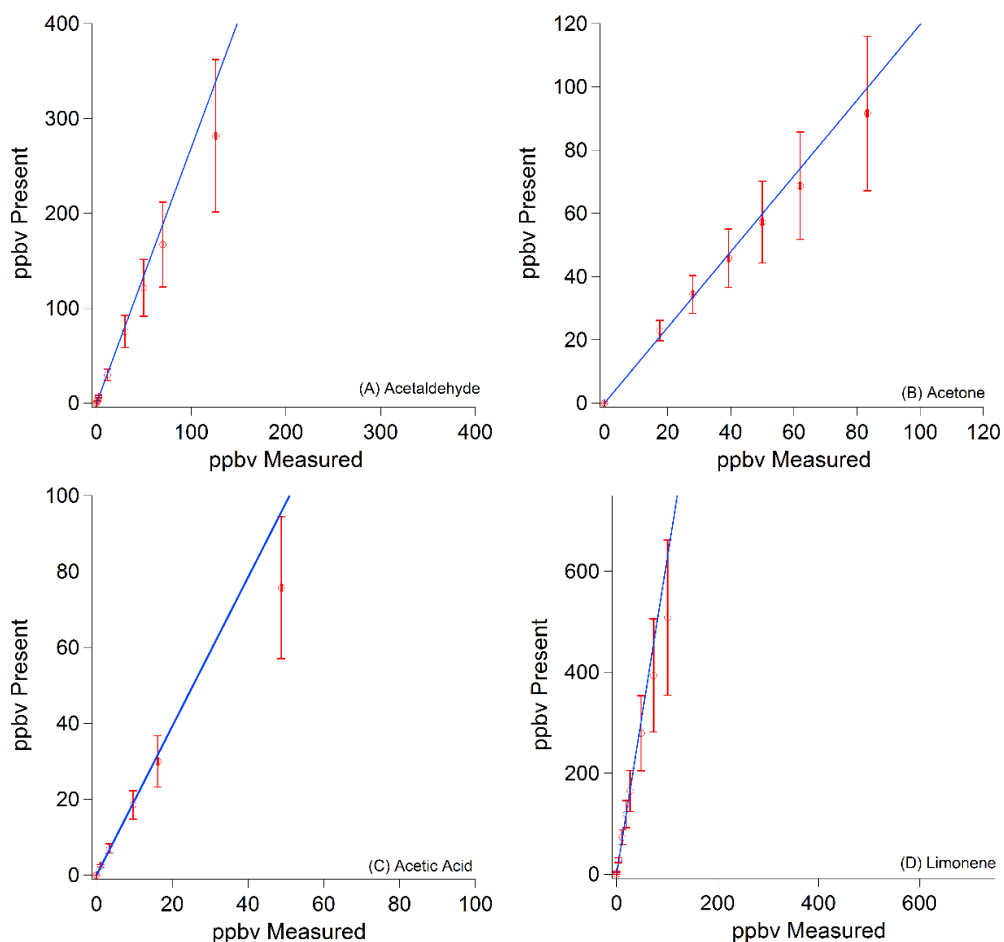 400
300
200
100
0
ppbv Present
(A) Acetaldehyde
0 100 200 300 400
ppbv Measured
120
100
80
60
40
20
0
ppbv Present
(B) Acetone
0 20 40 60 80 100 120
ppbv Measured
100
80
60
40
20
0
ppbv Present
(C) Acetic Acid
0 20 40 60 80 100
ppbv Measured
600
400
200
0
ppbv Present
(D) Limonene
0 200 400 600
ppbv Measured